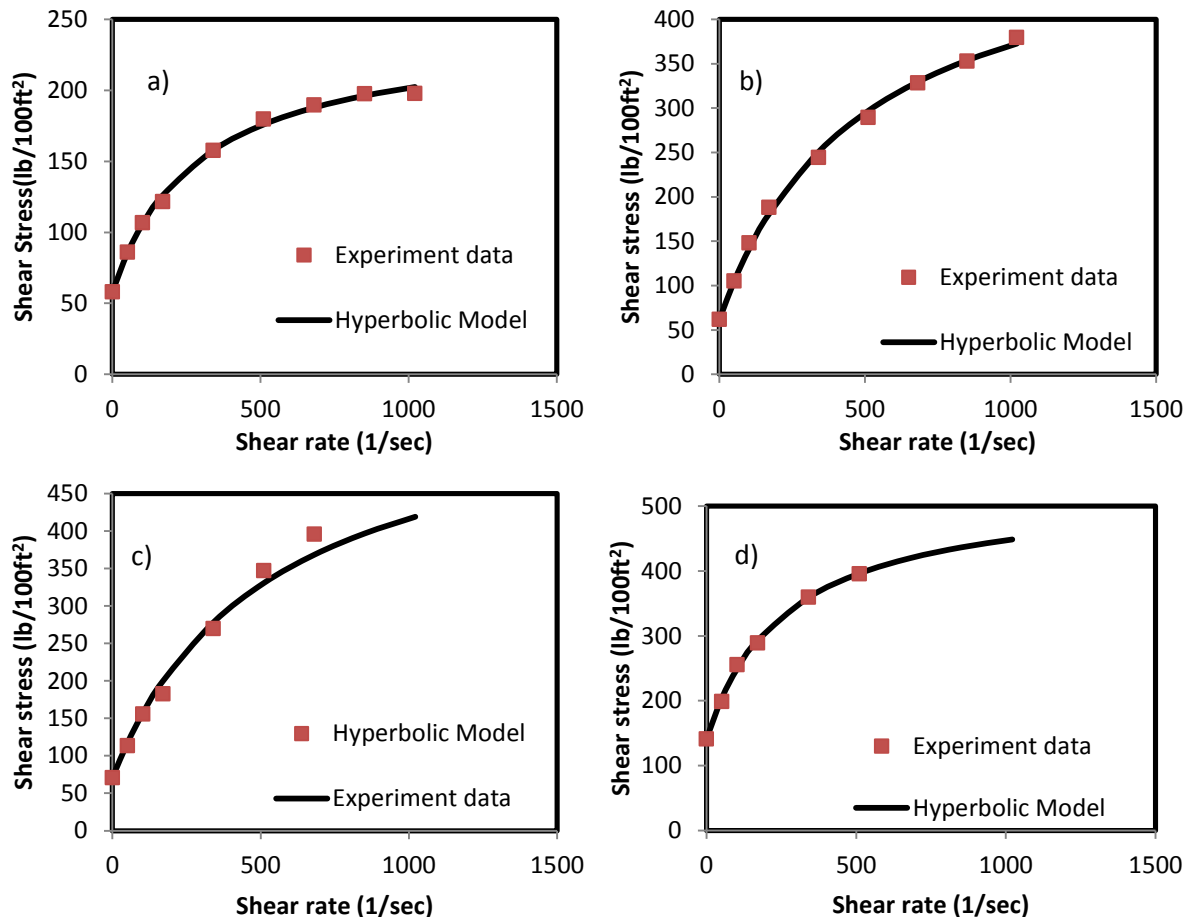 250
200
150
100
50
0
Shear Stress(lb/100ft²)
a)
Experiment data
Hyperbolic Model
0 500 1000 1500
Shear rate (1/sec)
400
350
300
250
200
150
100
50
0
Shear stress (lb/100ft²)
b)
Experiment data
Hyperbolic Model
0 500 1000 1500
Shear rate (1/sec)
450
400
350
300
250
200
150
100
50
0
Shear stress (lb/100ft²)
c)
Hyperbolic Model
Experiment data
0 500 1000 1500
Shear rate (1/sec)
500
400
300
200
100
0
Shear stress (lb/100ft²)
d)
Experiment data
Hyperbolic Model
0 500 1000 1500
Shear rate (1/sec)